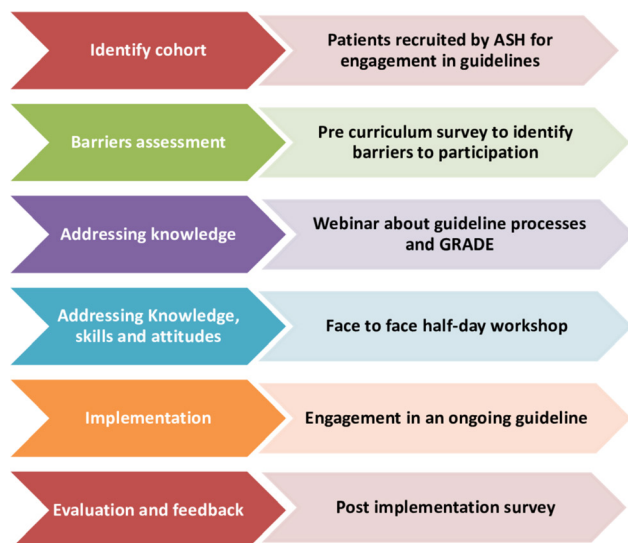 Identify cohort
Patients recruited by ASH for
engagement in guidelines
Barriers assessment
Pre curriculum survey to identify
barriers to participation
Addressing knowledge
Webinar about guideline processes
and GRADE
Addressing Knowledge,
skills and attitudes
Face to face half-day workshop
Implementation
Engagement in an ongoing guideline
Evaluation and feedback
Post implementation survey